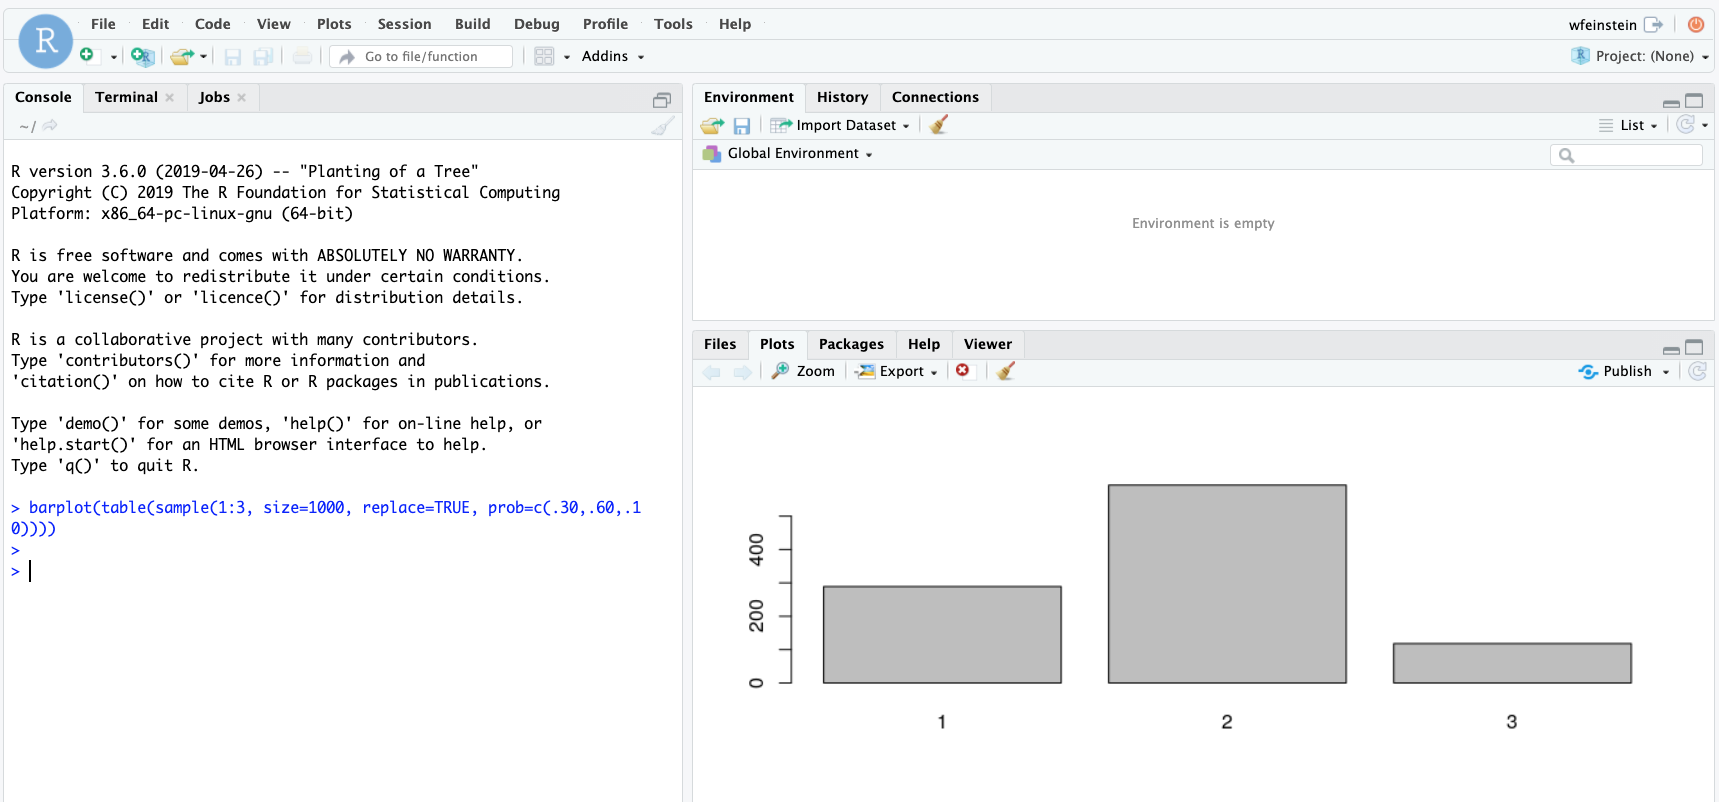 File Edit Code View Plots Session Build Debug Profile Tools Help
wfeinstein
R
Go to file/function
Addins
R Project: (None)
Console Terminal Jobs
~/
R version 3.6.0 (2019-04-26) -- "Planting of a Tree"
Copyright (C) 2019 The R Foundation for Statistical Computing
Platform: x86_64-pc-linux-gnu (64-bit)
R is free software and comes with ABSOLUTELY NO WARRANTY.
You are welcome to redistribute it under certain conditions.
Type 'license()' or 'licence()' for distribution details.
R is a collaborative project with many contributors.
Type 'contributors()' for more information and
'citation()' on how to cite R or R packages in publications.
Type 'demo()' for some demos, 'help()' for on-line help, or
'help.start()' for an HTML browser interface to help.
Type 'q()' to quit R.
> barplot(table(sample(1:3, size=1000, replace=TRUE, prob=c(.30,.60,.1
0))))
>
>
Environment History Connections
Import Dataset
List
Global Environment
Environment is empty
Files Plots Packages Help Viewer
Zoom Export
Publish
400
200
0
1 2 3